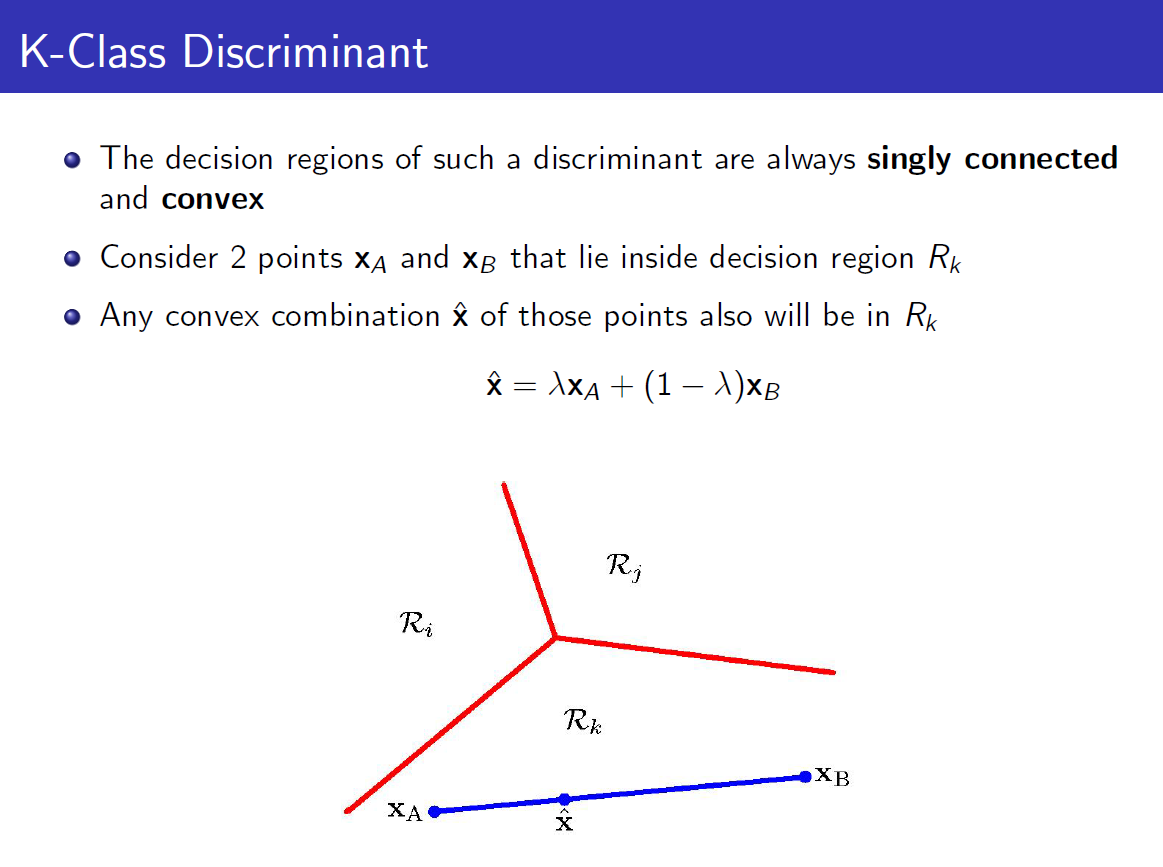 K-Class Discriminant
The decision regions of such a discriminant are always singly connected
and convex
Consider 2 points x_A and x_B that lie inside decision region R_k
Any convex combination x̂ of those points also will be in R_k
x̂ = λx_A + (1 − λ)x_B
R_j
R_i
R_k
x_B
x_A
x̂